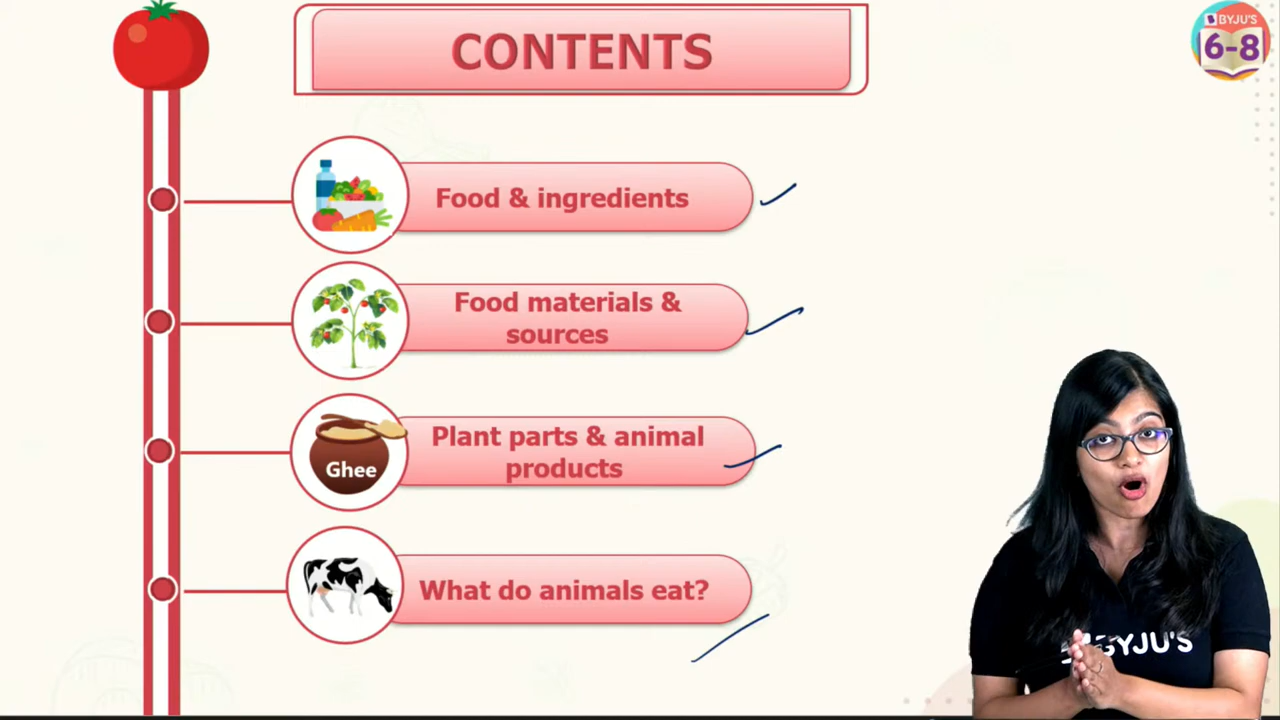 CONTENTS
BYJU'S
6-8
Food & ingredients
Food materials &
sources
Plant parts & animal
products
Ghee
What do animals eat?
BYJU'S